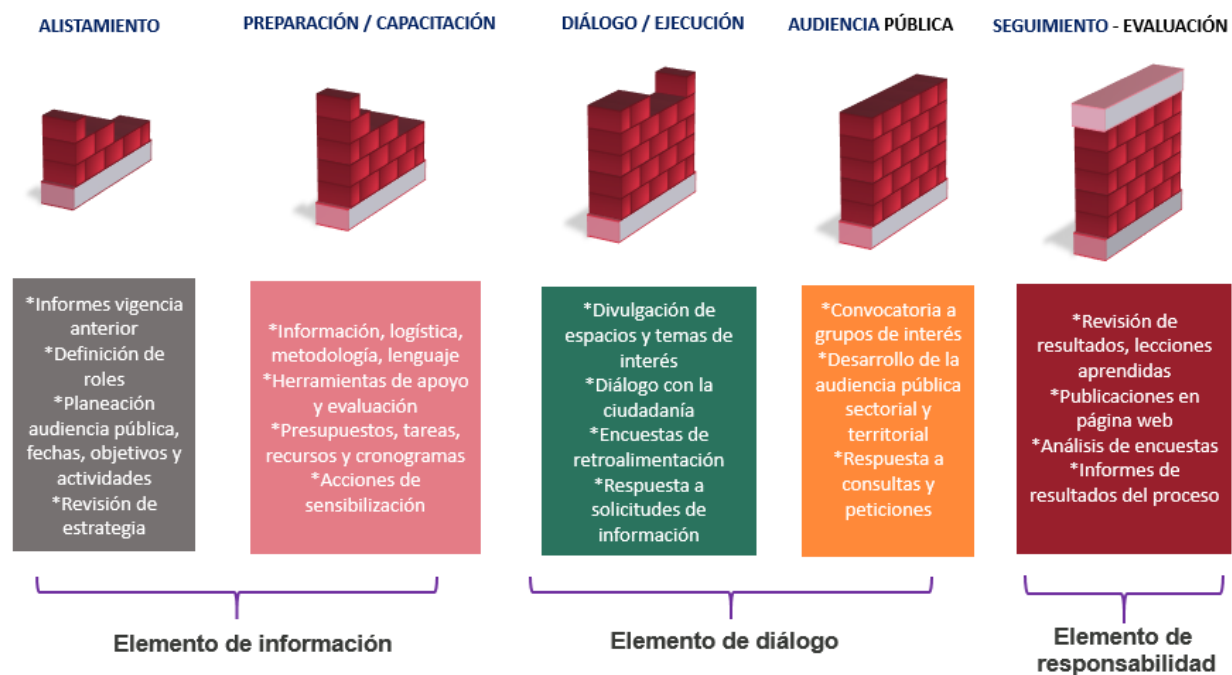 ALISTAMIENTO
PREPARACIÓN / CAPACITACIÓN
DIÁLOGO / EJECUCIÓN
AUDIENCIA PÚBLICA
SEGUIMIENTO - EVALUACIÓN
*Informes vigencia
anterior
*Definición de
roles
*Planeación
audiencia pública,
fechas, objetivos y
actividades
*Revisión de
estrategia
*Información, logística,
metodología, lenguaje
*Herramientas de apoyo
y evaluación
*Presupuestos, tareas,
recursos y cronogramas
*Acciones de
sensibilización
*Divulgación de
espacios y temas de
interés
*Diálogo con la
ciudadanía
*Encuestas de
retroalimentación
*Respuesta a
solicitudes de
información
*Convocatoria a
grupos de interés
*Desarrollo de la
audiencia pública
sectorial y
territorial
*Respuesta a
consultas y
peticiones
*Revisión de
resultados, lecciones
aprendidas
*Publicaciones en
página web
*Análisis de encuestas
*Informes de
resultados del proceso
Elemento de información
Elemento de diálogo
Elemento de
responsabilidad